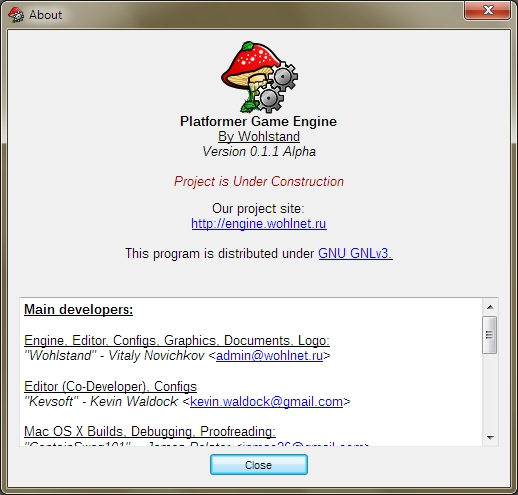 About
Platformer Game Engine
By Wohlstand
Version 0.1.1 Alpha
Project is Under Construction
Our project site:
http://engine.wohlnet.ru
This program is distributed under GNU GNLv3.
Main developers:
Engine, Editor, Configs, Graphics, Documents, Logo:
"Wohlstand" - Vitaly Novichkov <admin@wohlnet.ru>
Editor (Co-Developer), Configs
"Kevsoft" - Kevin Waldock <kevin.waldock@gmail.com>
Mac OS X Builds, Debugging, Proofreading:
Close